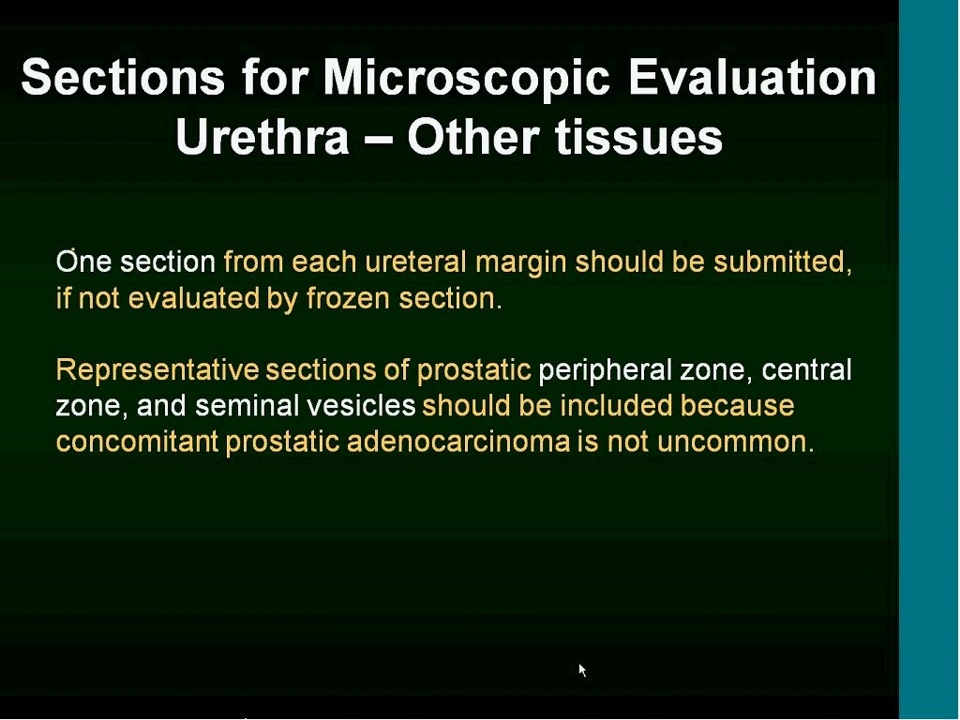 Sections for Microscopic Evaluation
Urethra – Other tissues
One section from each ureteral margin should be submitted,
if not evaluated by frozen section.
Representative sections of prostatic peripheral zone, central
zone, and seminal vesicles should be included because
concomitant prostatic adenocarcinoma is not uncommon.